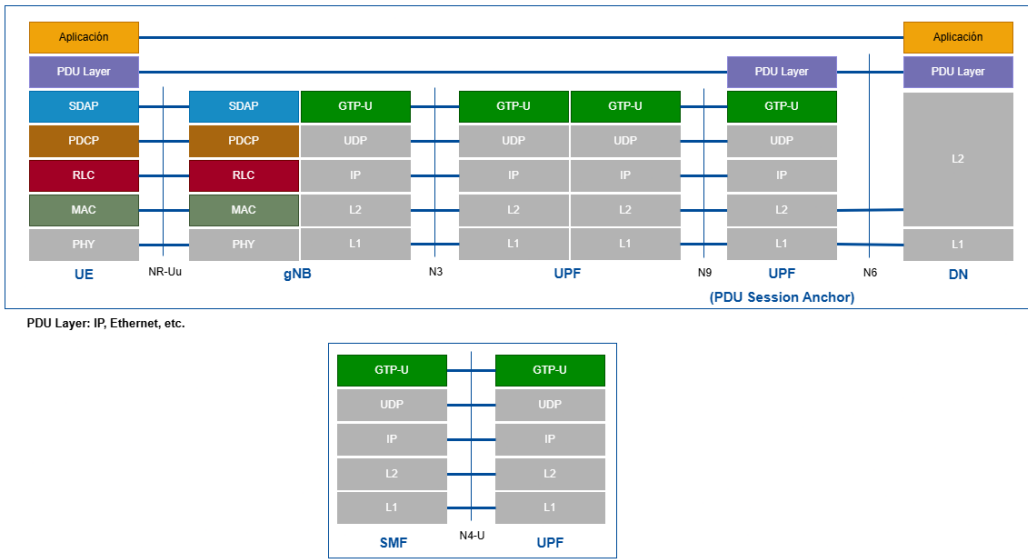 Aplicación Aplicación
PDU Layer PDU Layer PDU Layer
SDAP SDAP GTP-U GTP-U GTP-U GTP-U
PDCP PDCP UDP UDP UDP UDP
L2
RLC RLC IP IP IP IP
MAC MAC L2 L2 L2 L2
PHY PHY L1 L1 L1 L1 L1
UE NR-Uu gNB N3 UPF N9 UPF N6 DN
(PDU Session Anchor)
PDU Layer: IP, Ethernet, etc.
GTP-U GTP-U
UDP UDP
IP IP
L2 L2
L1 L1
SMF N4-U UPF